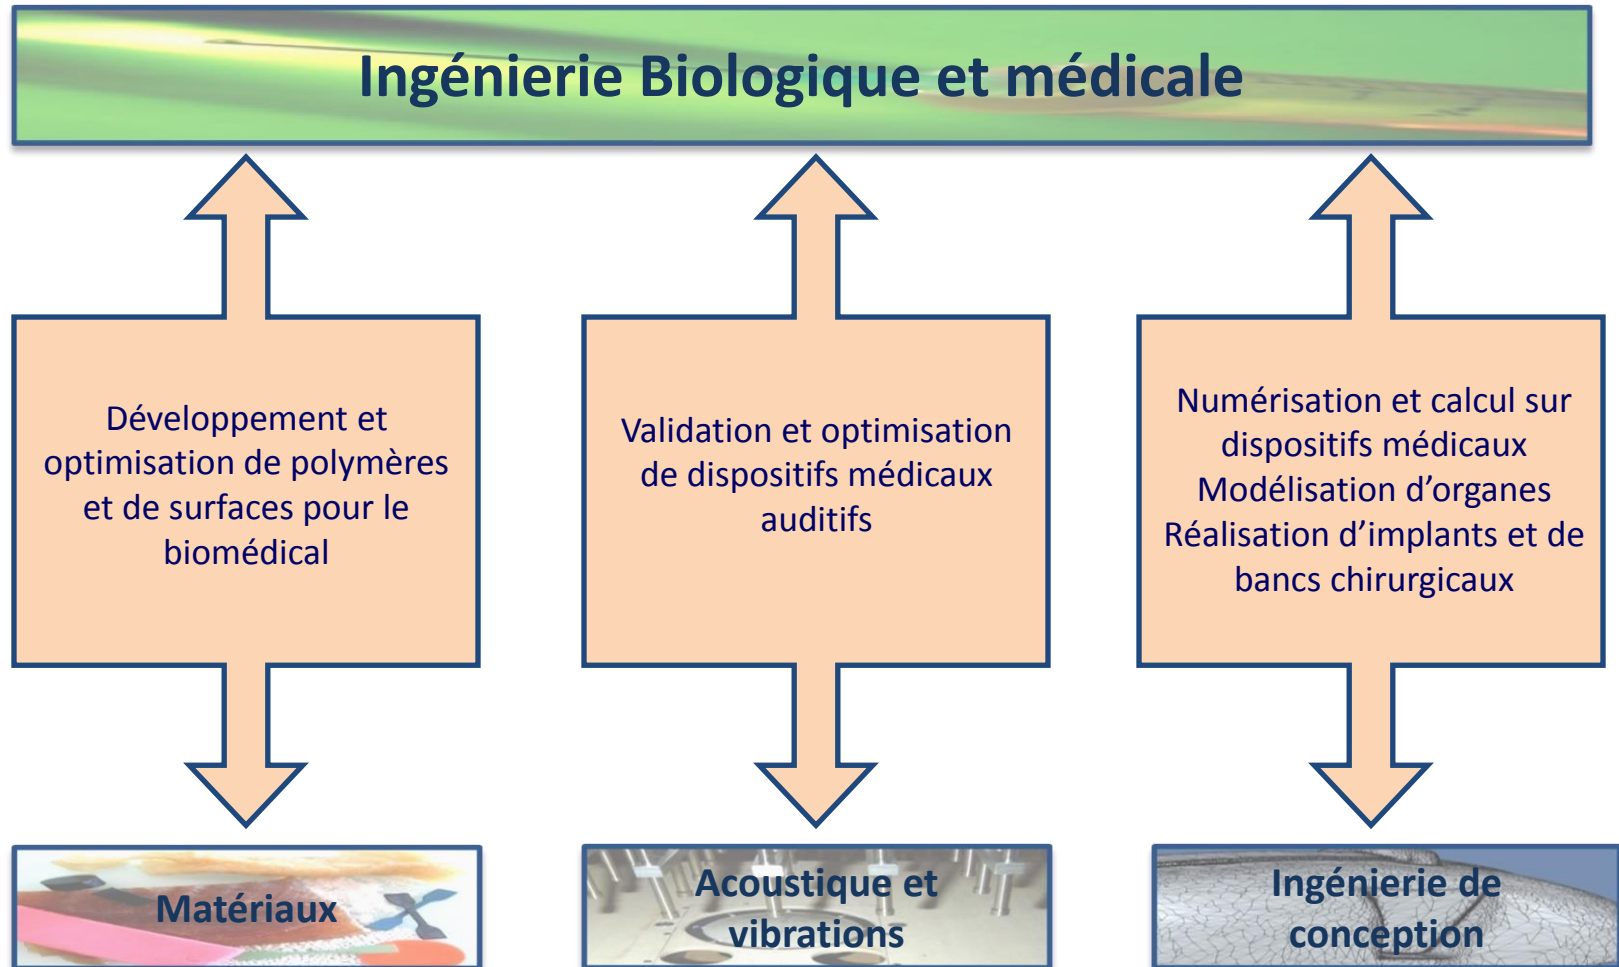 Ingénierie Biologique et médicale
Développement et
optimisation de polymères
et de surfaces pour le
biomédical
Validation et optimisation
de dispositifs médicaux
auditifs
Numérisation et calcul sur
dispositifs médicaux
Modélisation d’organes
Réalisation d’implants et de
bancs chirurgicaux
Matériaux
Acoustique et
vibrations
Ingénierie de
conception